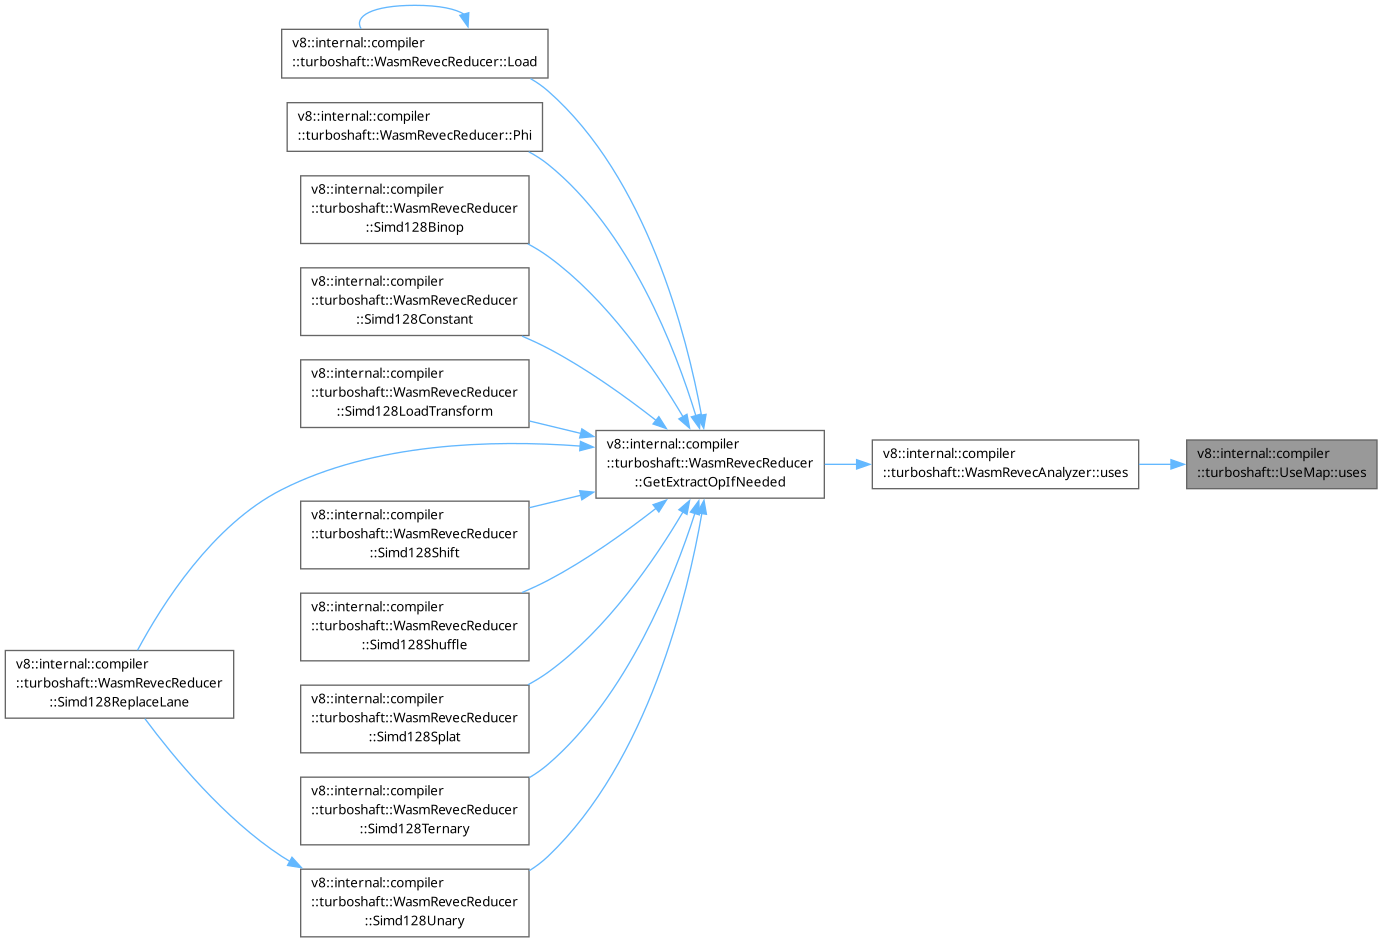 v8::internal::compiler
::turboshaft::WasmRevecReducer::Load
v8::internal::compiler
::turboshaft::WasmRevecReducer::Phi
v8::internal::compiler
::turboshaft::WasmRevecReducer
::Simd128Binop
v8::internal::compiler
::turboshaft::WasmRevecReducer
::Simd128Constant
v8::internal::compiler
::turboshaft::WasmRevecReducer
::Simd128LoadTransform
v8::internal::compiler
::turboshaft::WasmRevecReducer
::GetExtractOpIfNeeded
v8::internal::compiler
::turboshaft::WasmRevecAnalyzer::uses
v8::internal::compiler
::turboshaft::UseMap::uses
v8::internal::compiler
::turboshaft::WasmRevecReducer
::Simd128Shift
v8::internal::compiler
::turboshaft::WasmRevecReducer
::Simd128Shuffle
v8::internal::compiler
::turboshaft::WasmRevecReducer
::Simd128ReplaceLane
v8::internal::compiler
::turboshaft::WasmRevecReducer
::Simd128Splat
v8::internal::compiler
::turboshaft::WasmRevecReducer
::Simd128Ternary
v8::internal::compiler
::turboshaft::WasmRevecReducer
::Simd128Unary